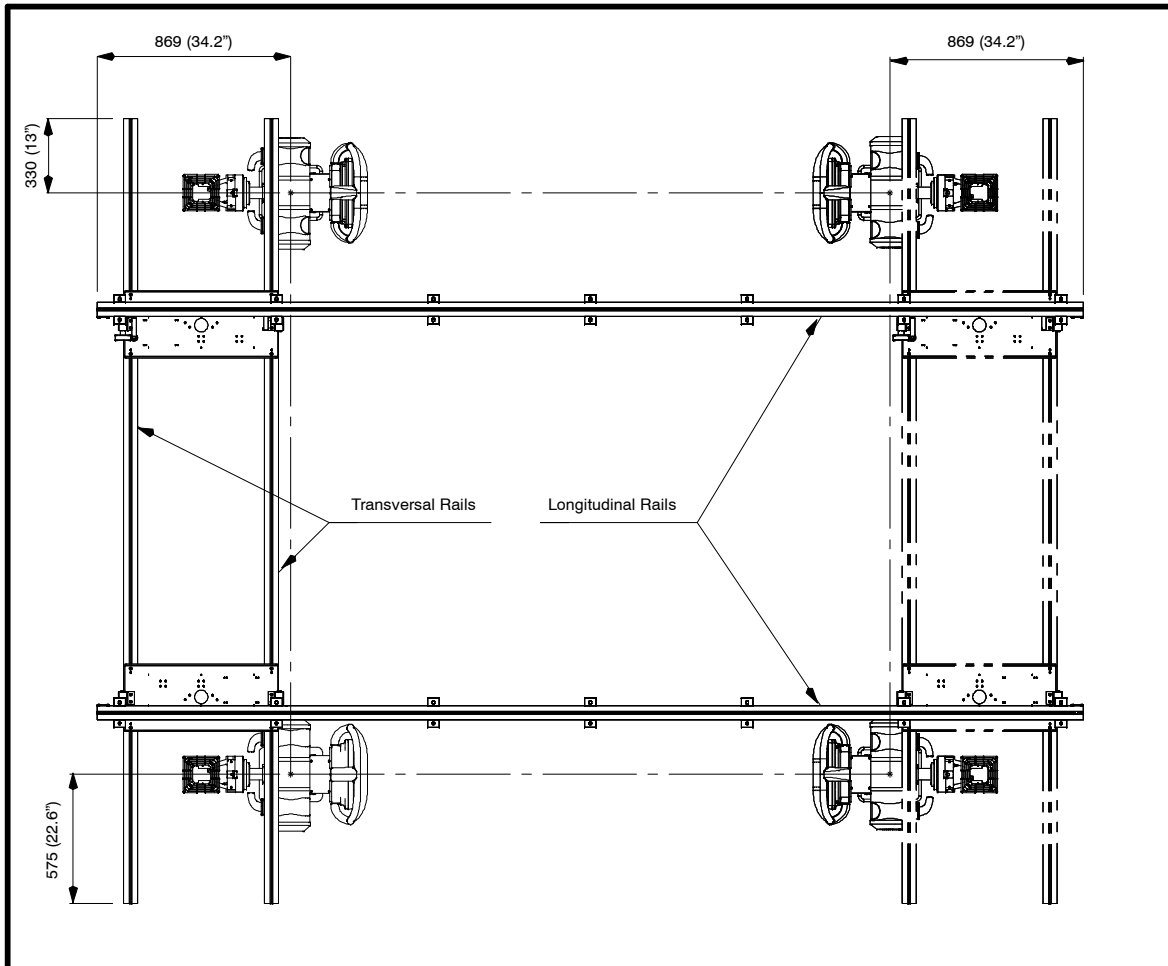 869 (34.2”)
869 (34.2”)
330 (13”)
Transversal Rails
Longitudinal Rails
575 (22.6”)